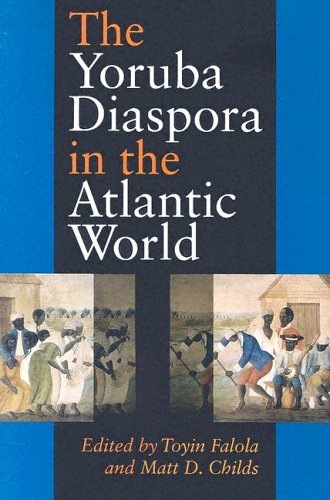 The
Yoruba
Diaspora
in the
Atlantic
World
Edited by Toyin Falola
and Matt D. Childs